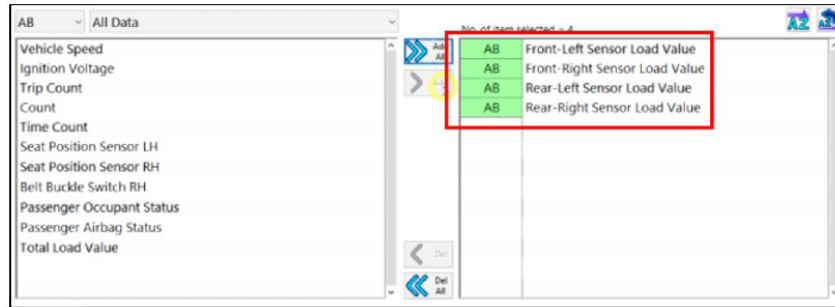 AB All Data
No. of item selected = 4
Add All
Vehicle Speed
Ignition Voltage
Trip Count
Count
Time Count
Seat Position Sensor LH
Seat Position Sensor RH
Belt Buckle Switch RH
Passenger Occupant Status
Passenger Airbag Status
Total Load Value
AB Front-Left Sensor Load Value
AB Front-Right Sensor Load Value
AB Rear-Left Sensor Load Value
AB Rear-Right Sensor Load Value
Del
Del All
AZ